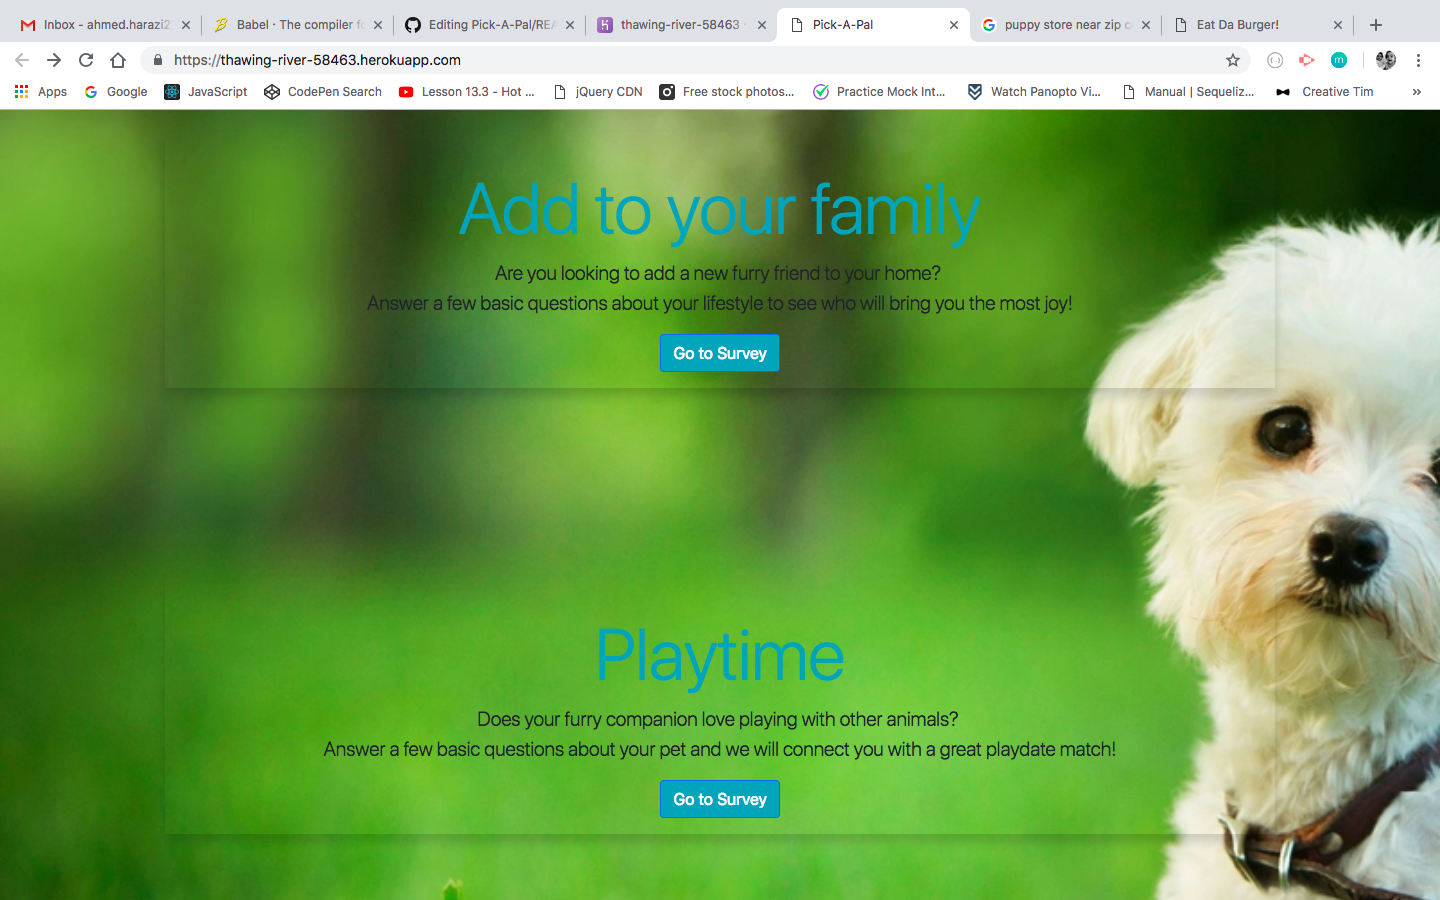 Inbox - ahmed.harazi2
Babel · The compiler fo
Editing Pick-A-Pal/REA
thawing-river-58463 ·
Pick-A-Pal
puppy store near zip c
Eat Da Burger!
https://thawing-river-58463.herokuapp.com
Apps
Google
JavaScript
CodePen Search
Lesson 13.3 - Hot ...
jQuery CDN
Free stock photos...
Practice Mock Int...
Watch Panopto Vi...
Manual | Sequeliz...
Creative Tim
»
Add to your family
Are you looking to add a new furry friend to your home?
Answer a few basic questions about your lifestyle to see who will bring you the most joy!
Go to Survey
Playtime
Does your furry companion love playing with other animals?
Answer a few basic questions about your pet and we will connect you with a great playdate match!
Go to Survey